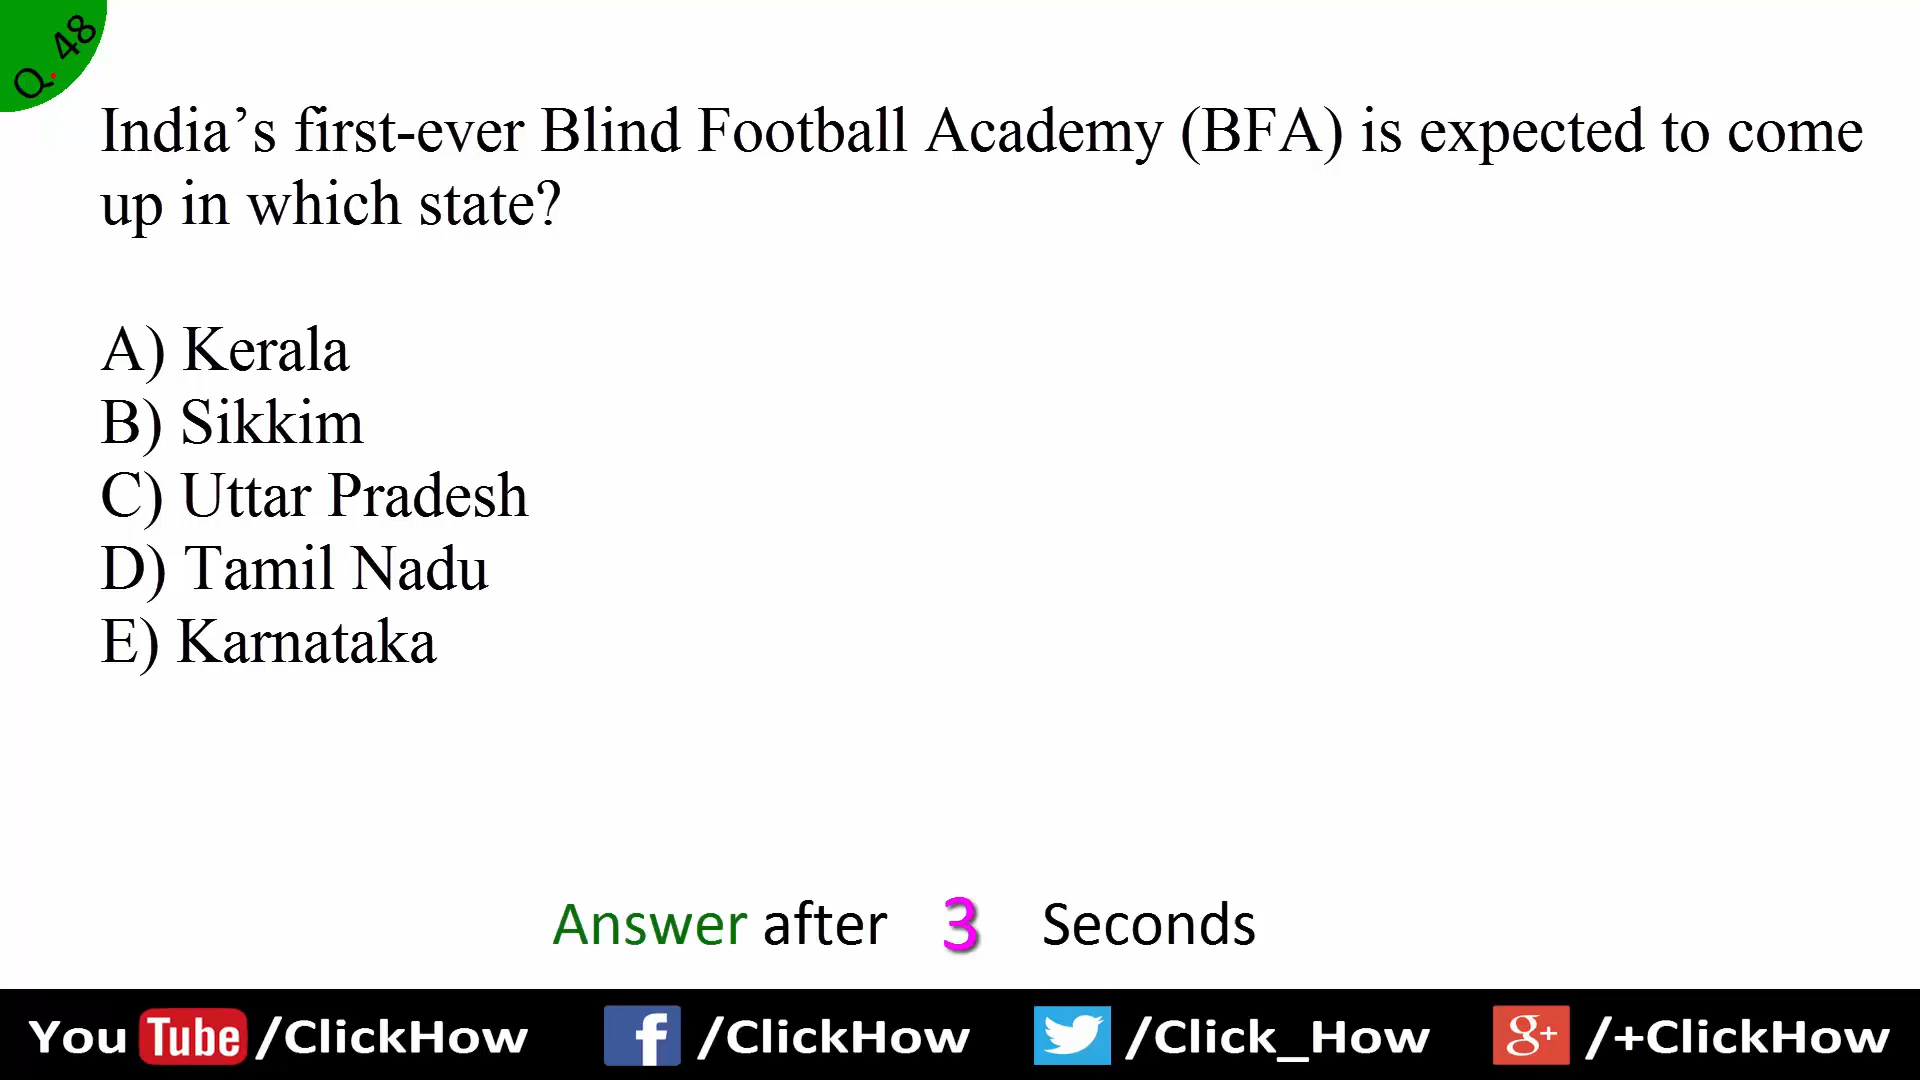 Q. 48
India’s first-ever Blind Football Academy (BFA) is expected to come
up in which state?
A) Kerala
B) Sikkim
C) Uttar Pradesh
D) Tamil Nadu
E) Karnataka
Answer after 3 Seconds
You Tube /ClickHow f /ClickHow /Click_How g+ /+ClickHow